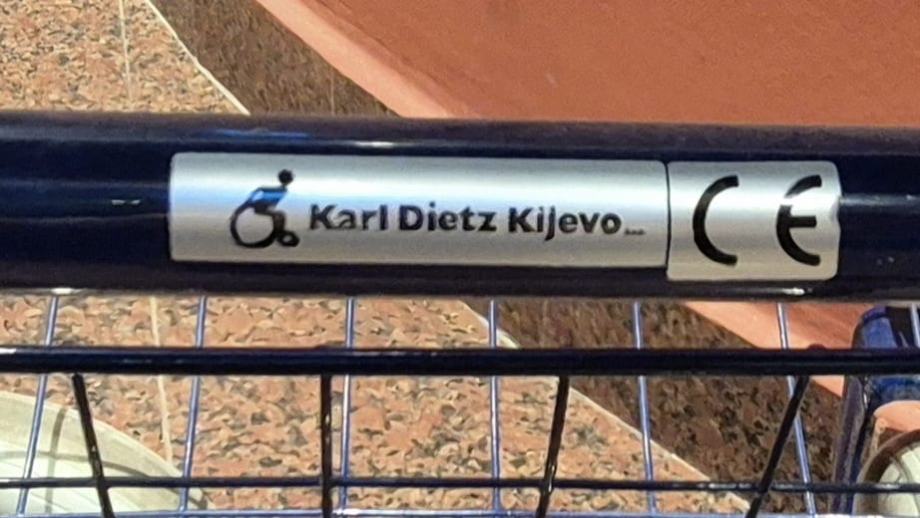 Karl Dietz Kijevo
CE